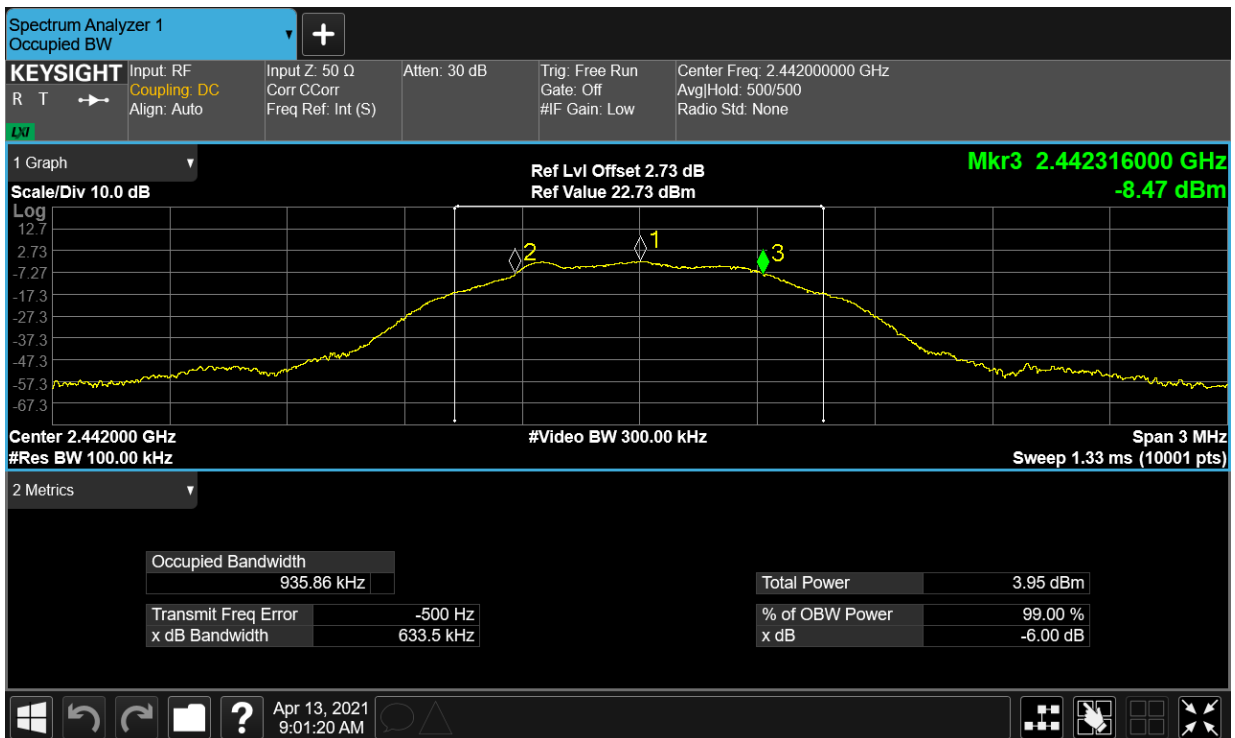 Spectrum Analyzer 1
Occupied BW
KEYSIGHT
R T
LXI
Input: RF
Coupling: DC
Align: Auto
Input Z: 50 Ω
Corr CCorr
Freq Ref: Int (S)
Atten: 30 dB
Trig: Free Run
Gate: Off
#IF Gain: Low
Center Freq: 2.442000000 GHz
Avg|Hold: 500/500
Radio Std: None
1 Graph
Ref Lvl Offset 2.73 dB
Mkr3 2.442316000 GHz
Scale/Div 10.0 dB
Ref Value 22.73 dBm
-8.47 dBm
Log
12.7
2.73
-7.27
-17.3
-27.3
-37.3
-47.3
-57.3
-67.3
2
1
3
Center 2.442000 GHz
#Video BW 300.00 kHz
Span 3 MHz
#Res BW 100.00 kHz
Sweep 1.33 ms (10001 pts)
2 Metrics
Occupied Bandwidth
935.86 kHz
Total Power 3.95 dBm
Transmit Freq Error -500 Hz
% of OBW Power 99.00 %
x dB Bandwidth 633.5 kHz
x dB -6.00 dB
?
Apr 13, 2021
9:01:20 AM